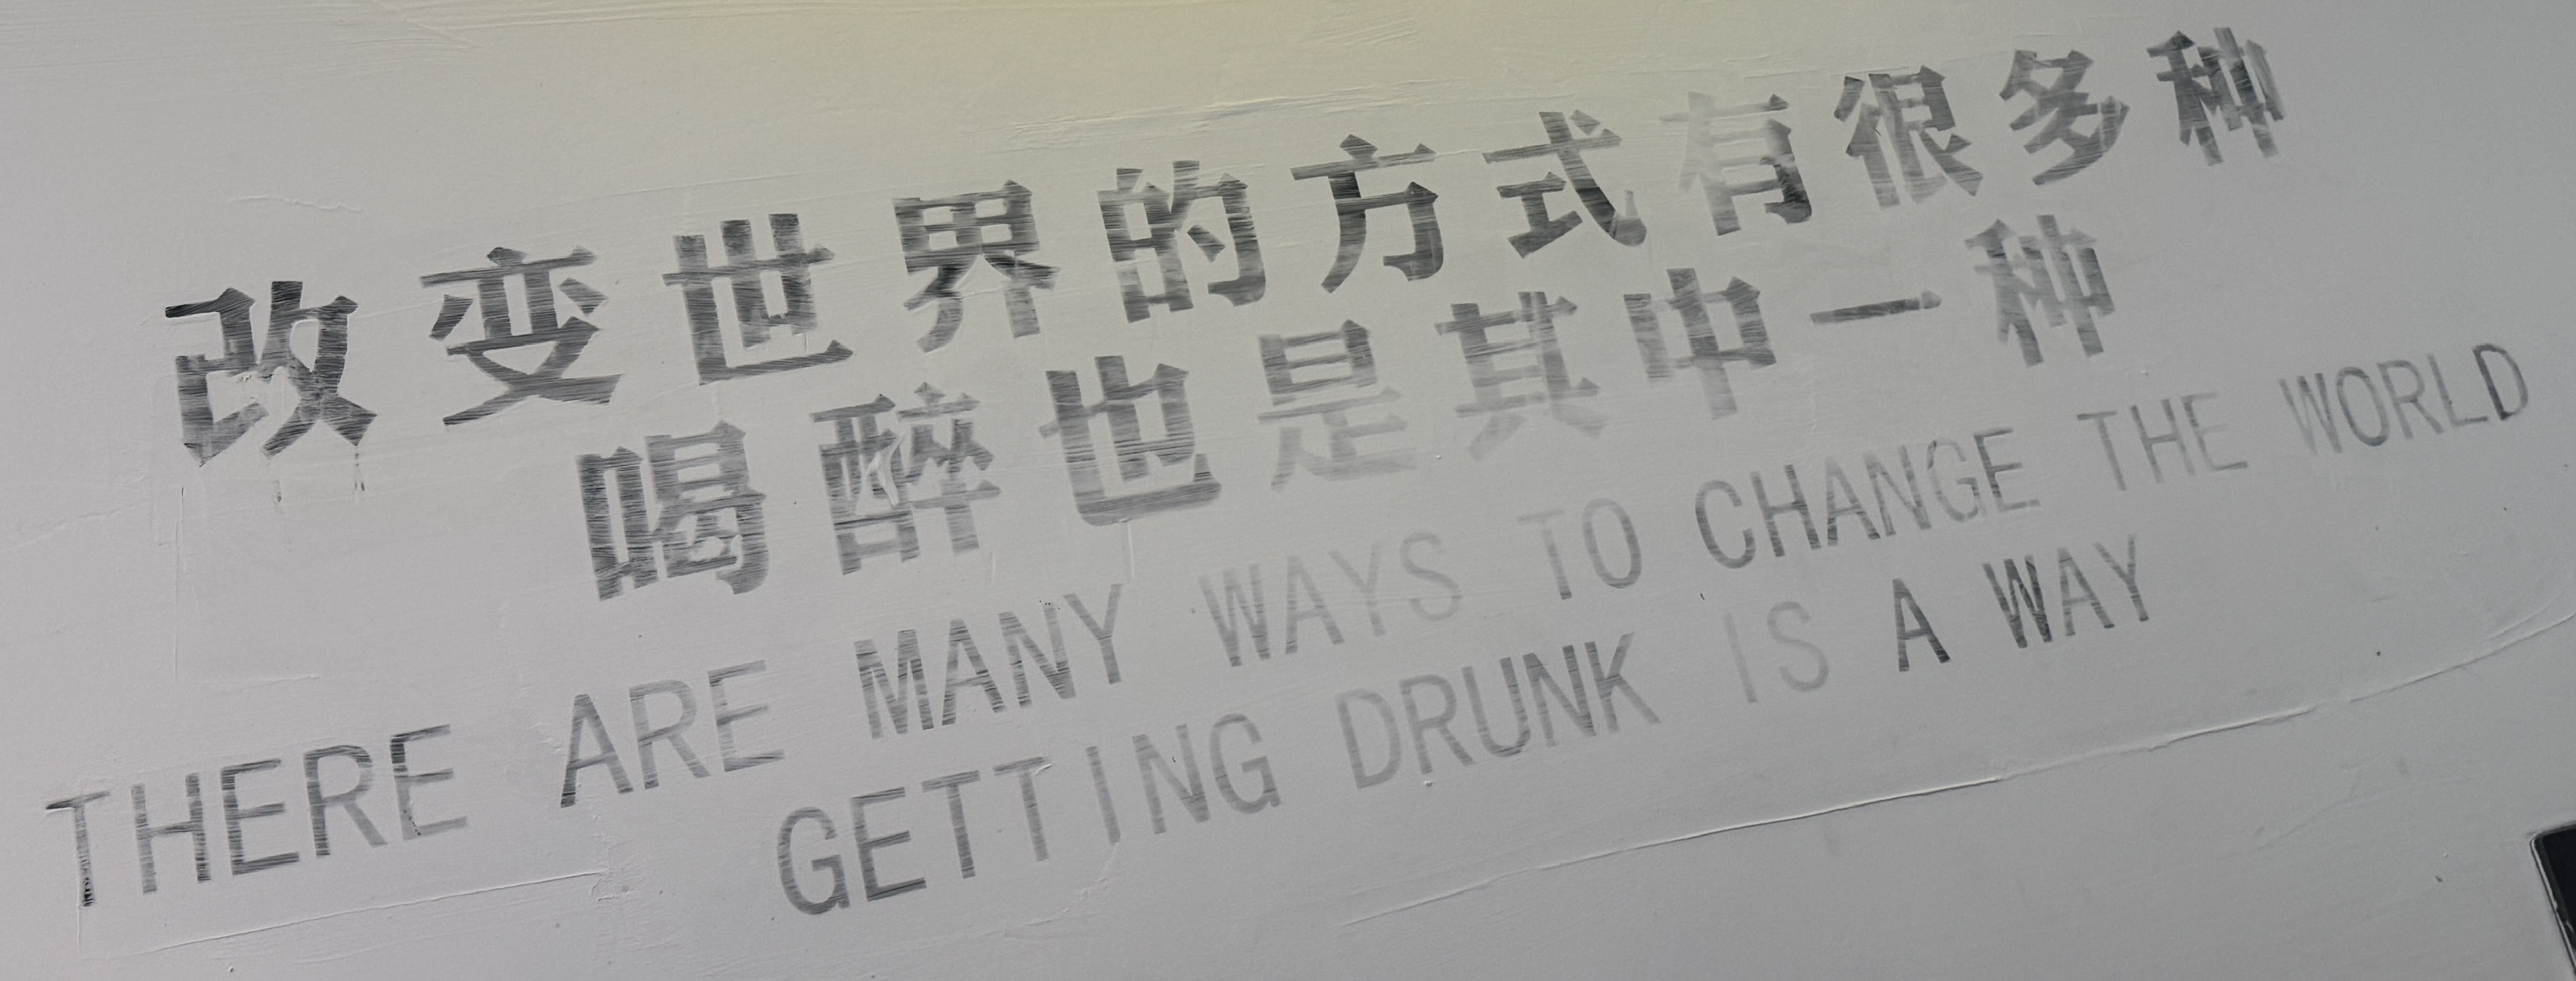 改变世界的方式有很多种
喝醉也是其中一种
THERE ARE MANY WAYS TO CHANGE THE WORLD
GETTING DRUNK IS A WAY